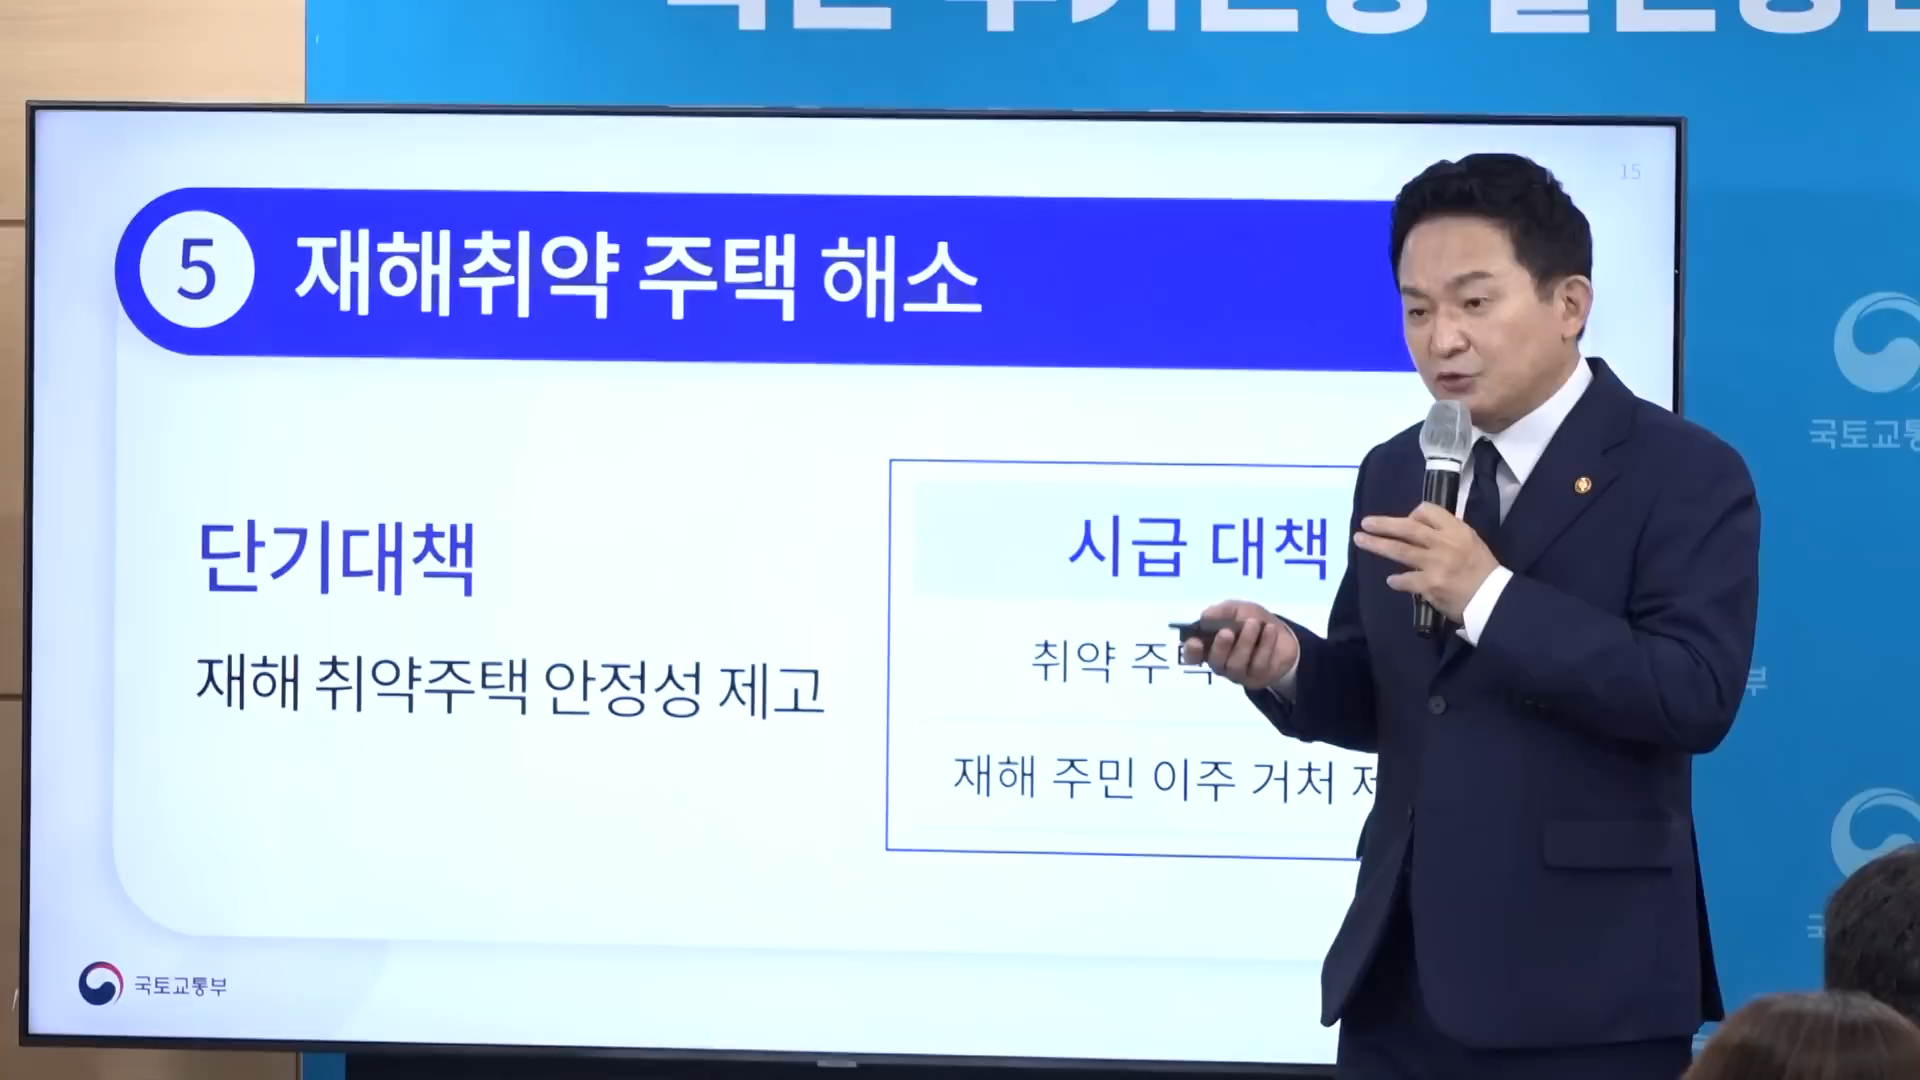 15
5 재해취약 주택 해소
단기대책
재해 취약주택 안정성 제고
시급 대책
취약 주택
재해 주민 이주 거처
국토교통부
국토교통